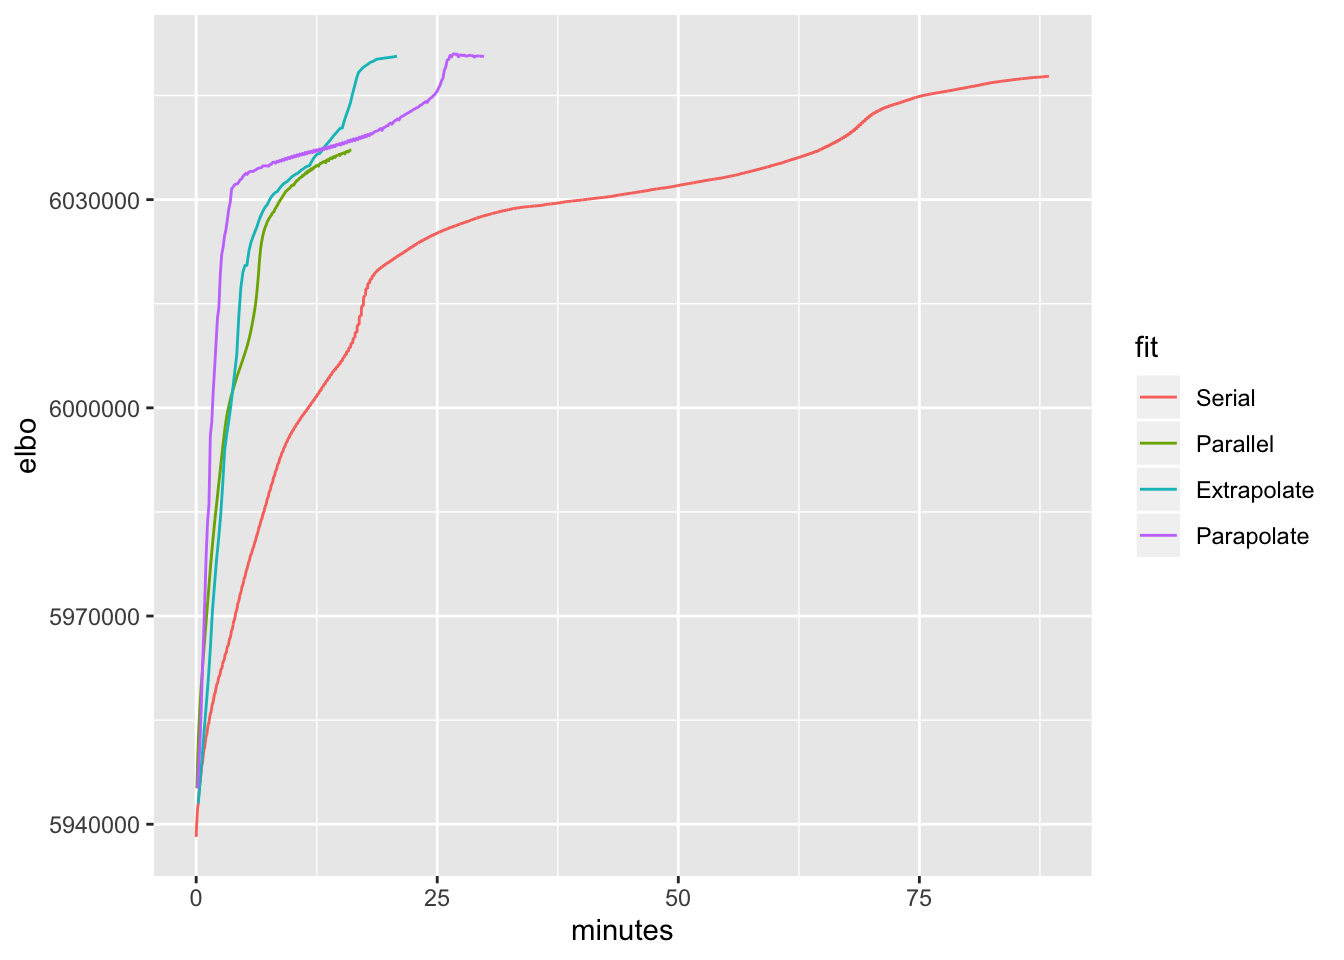 elbo
6030000
6000000
5970000
5940000
0 25 50 75
minutes
fit
Serial
Parallel
Extrapolate
Parapolate